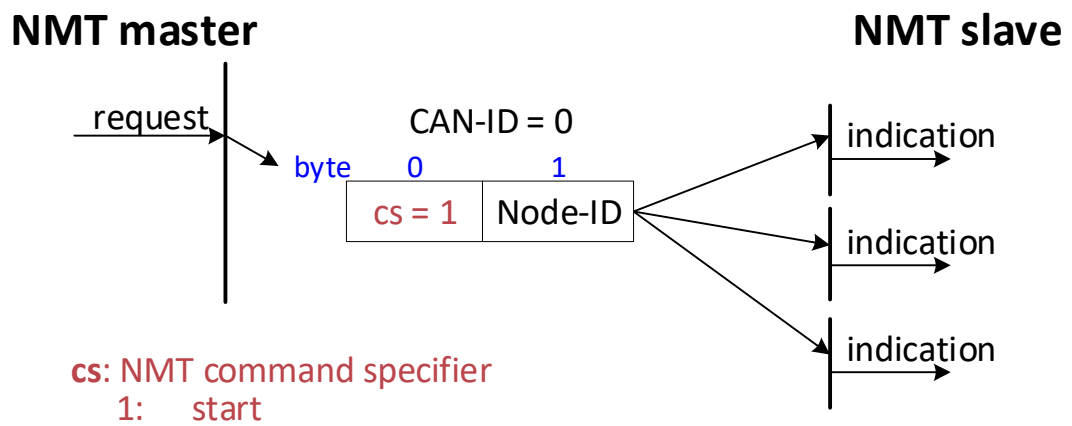 NMT master
NMT slave
request
CAN-ID = 0
indication
byte 0 1
cs = 1 Node-ID
indication
indication
cs: NMT command specifier
1: start